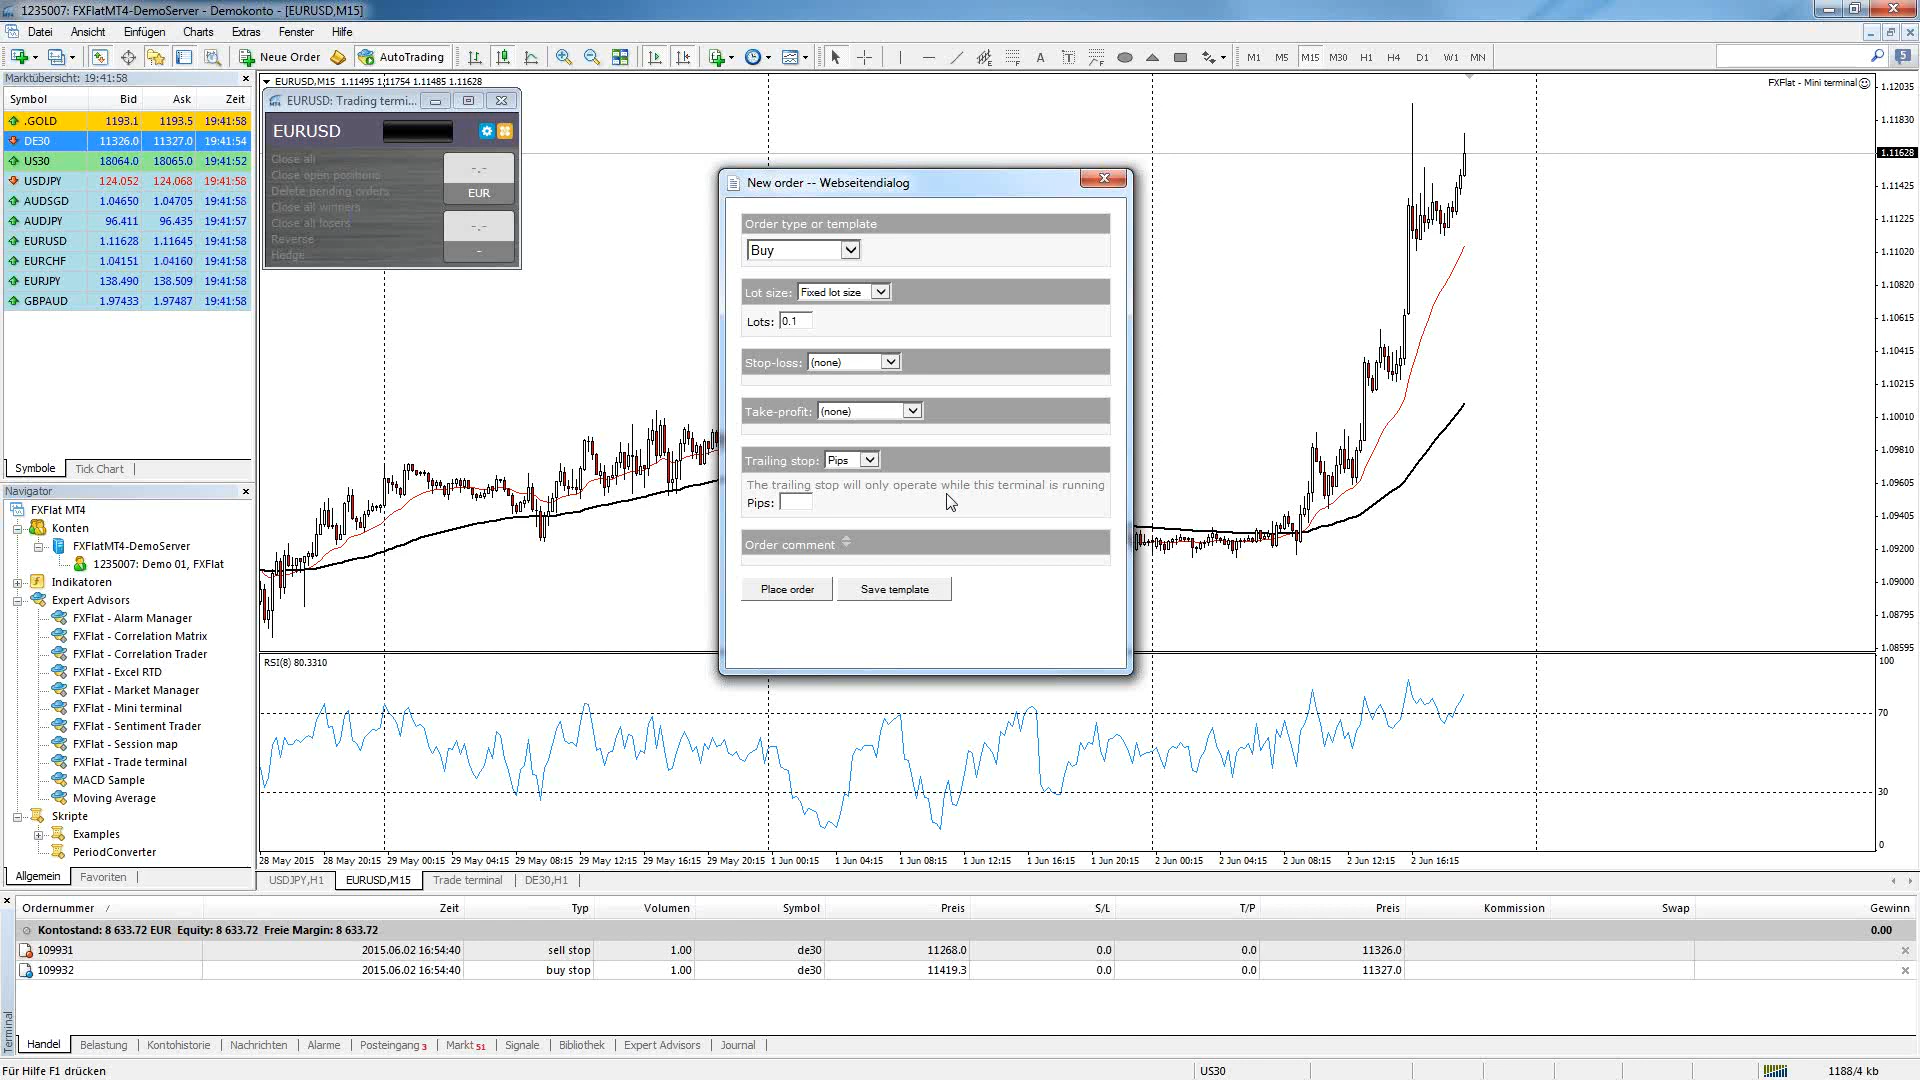 1235007: FXFlatMT4-DemoServer - Demokonto - [EURUSD,M15]
Datei Ansicht Einfügen Charts Extras Fenster Hilfe
Neue Order AutoTrading A T M1 M5 M15 M30 H1 H4 D1 W1 MN 5
Marktübersicht: 19:41:58
Symbol Bid Ask Zeit
.GOLD 1193.1 1193.5 19:41:58
DE30 11326.0 11327.0 19:41:54
US30 18064.0 18065.0 19:41:52
USDJPY 124.052 124.068 19:41:58
AUDSGD 1.04650 1.04705 19:41:58
AUDJPY 96.411 96.435 19:41:57
EURUSD 1.11628 1.11645 19:41:58
EURCHF 1.04151 1.04160 19:41:58
EURJPY 138.490 138.509 19:41:58
GBPAUD 1.97433 1.97487 19:41:58
Symbole Tick Chart
Navigator
FXFlat MT4
Konten
FXFlatMT4-DemoServer
1235007: Demo 01, FXFlat
Indikatoren
Expert Advisors
FXFlat - Alarm Manager
FXFlat - Correlation Matrix
FXFlat - Correlation Trader
FXFlat - Excel RTD
FXFlat - Market Manager
FXFlat - Mini terminal
FXFlat - Sentiment Trader
FXFlat - Session map
FXFlat - Trade terminal
MACD Sample
Moving Average
Skripte
Examples
PeriodConverter
Allgemein Favoriten
EURUSD,M15 1.11495 1.11754 1.11485 1.11628
FXFlat - Mini terminal
EURUSD: Trading termi...
EURUSD
Close all
Close open positions
Delete pending orders
Close all winners
Close all losers
Reverse
Hedge
-.-
EUR
-.-
-
New order -- Webseitendialog
Order type or template
Buy
Lot size: Fixed lot size
Lots: 0.1
Stop-loss: (none)
Take-profit: (none)
Trailing stop: Pips
The trailing stop will only operate while this terminal is running
Pips:
Order comment
Place order Save template
1.12035
1.11830
1.11628
1.11425
1.11225
1.11020
1.10820
1.10615
1.10415
1.10215
1.10010
1.09810
1.09605
1.09405
1.09200
1.09000
1.08795
1.08595
RSI(8) 80.3310
100
70
30
0
28 May 2015 28 May 20:15 29 May 00:15 29 May 04:15 29 May 08:15 29 May 12:15 29 May 16:15 29 May 20:15 1 Jun 00:15 1 Jun 04:15 1 Jun 08:15 1 Jun 12:15 1 Jun 16:15 1 Jun 20:15 2 Jun 00:15 2 Jun 04:15 2 Jun 08:15 2 Jun 12:15 2 Jun 16:15
USDJPY,H1 EURUSD,M15 Trade terminal DE30,H1
Ordernummer / Zeit Typ Volumen Symbol Preis S/L T/P Preis Kommission Swap Gewinn
Kontostand: 8 633.72 EUR Equity: 8 633.72 Freie Margin: 8 633.72 0.00
109931 2015.06.02 16:54:40 sell stop 1.00 de30 11268.0 0.0 0.0 11326.0
109932 2015.06.02 16:54:40 buy stop 1.00 de30 11419.3 0.0 0.0 11327.0
Terminal
Handel Belastung Kontohistorie Nachrichten Alarme Posteingang 3 Markt 51 Signale Bibliothek Expert Advisors Journal
Für Hilfe F1 drücken US30 1188/4 kb